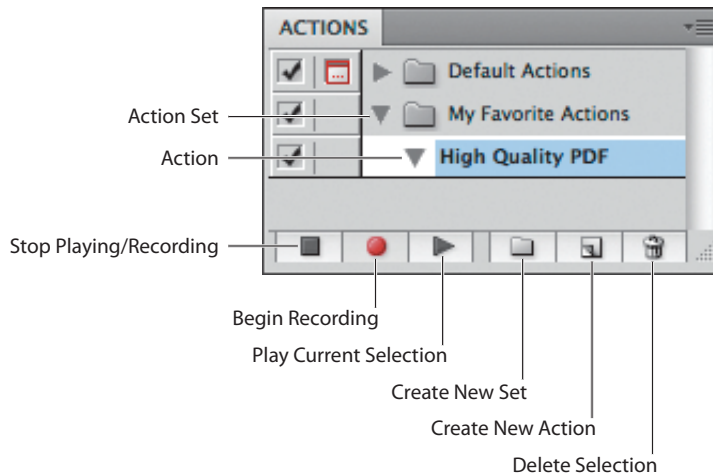 ACTIONS
Default Actions
Action Set
My Favorite Actions
Action
High Quality PDF
Stop Playing/Recording
Begin Recording
Play Current Selection
Create New Set
Create New Action
Delete Selection